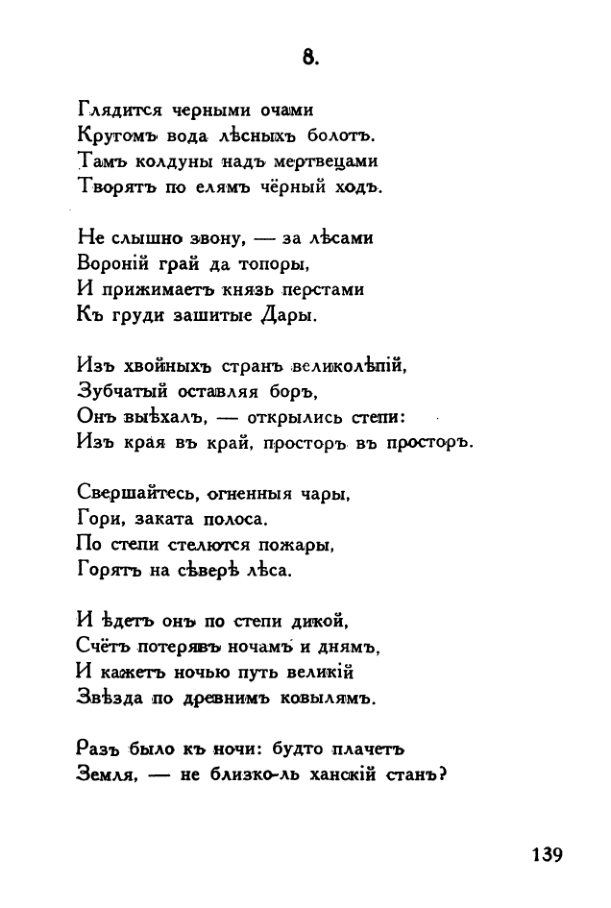 8.
Глядится черными очами
Кругомъ вода лѣсныхъ болотъ.
Тамъ колдуны надъ мертвецами
Творятъ по елямъ чёрный ходъ.
Не слышно звону, — за лѣсами
Вороній грай да топоры,
И прижимаетъ князь перстами
Къ груди зашитые Дары.
Изъ хвойныхъ странъ великолѣпій,
Зубчатый оставляя боръ,
Онъ выѣхалъ, — открылись степи:
Изъ края въ край, просторъ въ просторъ.
Свершайтесь, огненныя чары,
Гори, заката полоса.
По степи стелются пожары,
Горятъ на сѣверѣ лѣса.
И ѣдетъ онъ по степи дикой,
Счётъ потерявъ ночамъ и днямъ,
И кажетъ ночью путь великій
Звѣзда по древнимъ ковылямъ.
Разъ было къ ночи: будто плачетъ
Земля, — не близко-ль ханскій станъ?
139